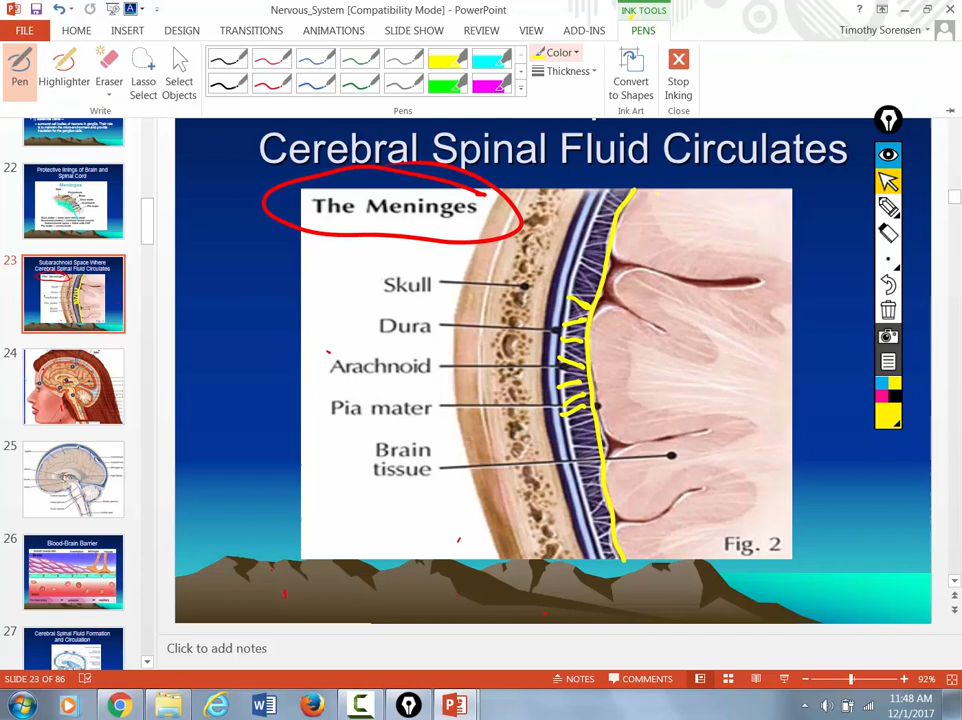 Nervous_System [Compatibility Mode] - PowerPoint
INK TOOLS
FILE HOME INSERT DESIGN TRANSITIONS ANIMATIONS SLIDE SHOW REVIEW VIEW ADD-INS PENS
Timothy Sorensen
Pen
Highlighter
Eraser
Lasso
Select
Select
Objects
Color
Thickness
Convert
to Shapes
Stop
Inking
Write
Pens
Ink Art
Close
22
Protective linings of Brain and
Spinal Cord
Meninges
23
Subarachnoid Space Where
Cerebral Spinal Fluid Circulates
24
25
26
Blood-Brain Barrier
27
Cerebral Spinal Fluid Formation
and Circulation
Cerebral Spinal Fluid Circulates
The Meninges
Skull
Dura
Arachnoid
Pia mater
Brain
tissue
Fig. 2
Click to add notes
SLIDE 23 OF 86
NOTES
COMMENTS
92%
11:48 AM
12/1/2017